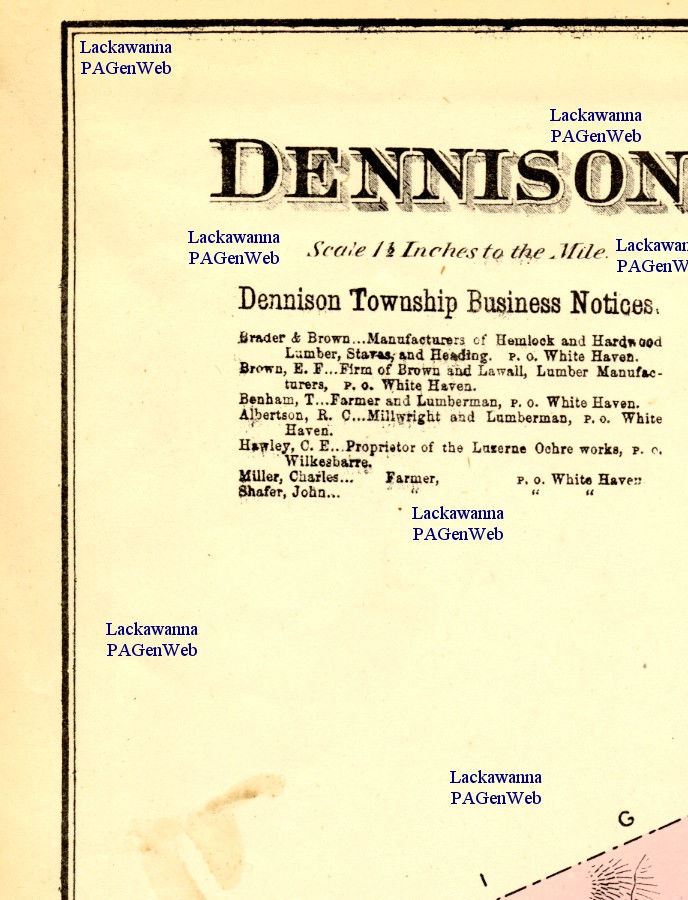 Lackawanna
PAGenWeb
Lackawanna
PAGenWeb
DENNISON
Lackawanna
PAGenWeb
Scale 1½ Inches to the Mile.
Lackawan
PAGenW
Dennison Township Business Notices.
Brader & Brown...Manufacturers of Hemlock and Hardwood
Lumber, Staves, and Heading. P. O. White Haven.
Brown, E. F...Firm of Brown and Lawall, Lumber Manufac-
turers, P. O. White Haven.
Benham, T...Farmer and Lumberman, P. O. White Haven.
Albertson, R. C...Millwright and Lumberman, P. O. White
Haven.
Hawley, C. E...Proprietor of the Luzerne Ochre works, P. O.
Wilkesbarre.
Miller, Charles... Farmer, P. O. White Haven
Shafer, John... " " "
Lackawanna
PAGenWeb
Lackawanna
PAGenWeb
Lackawanna
PAGenWeb
G
I